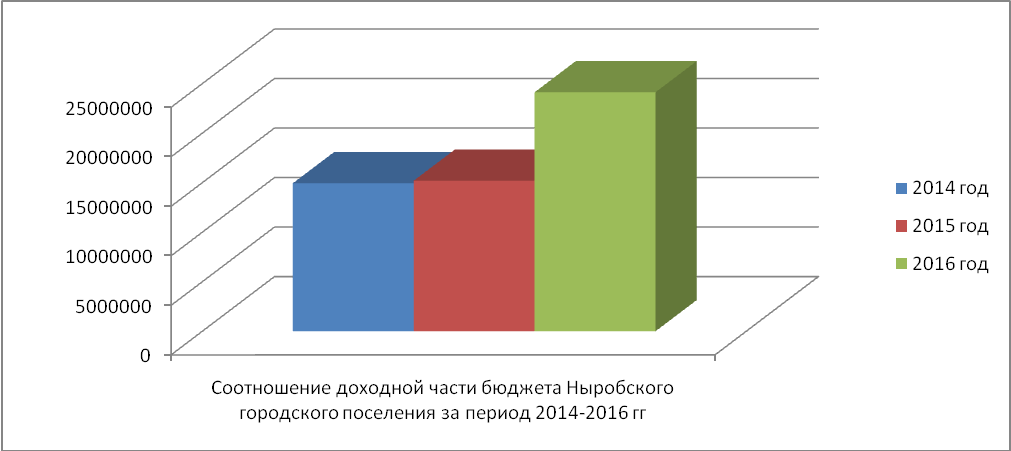 25000000
20000000
15000000
10000000
5000000
0
2014 год
2015 год
2016 год
Соотношение доходной части бюджета Ныробского
городского поселения за период 2014-2016 гг